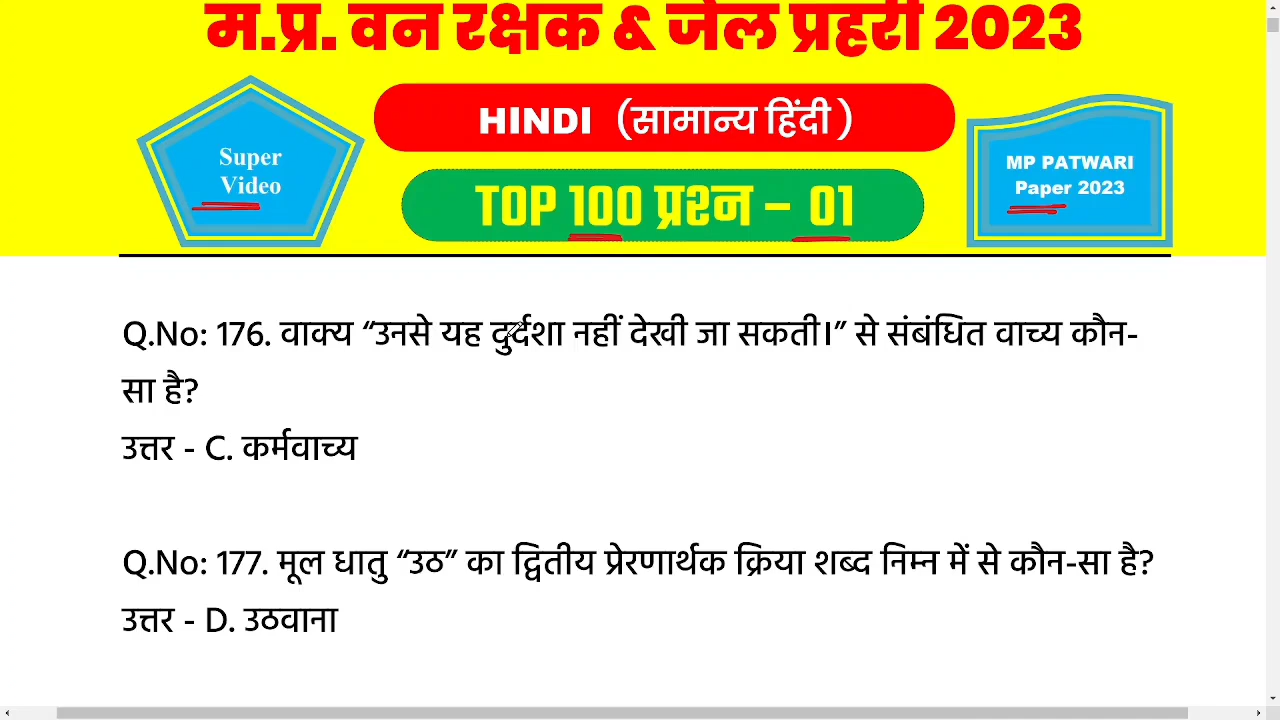 म.प्र. वन रक्षक & जेल प्रहरी 2023
HINDI (सामान्य हिंदी)
Super
Video
MP PATWARI
Paper 2023
TOP 100 प्रश्न – 01
Q.No: 176. वाक्य “उनसे यह दुर्दशा नहीं देखी जा सकती।” से संबंधित वाच्य कौन-
सा है?
उत्तर - C. कर्मवाच्य
Q.No: 177. मूल धातु “उठ” का द्वितीय प्रेरणार्थक क्रिया शब्द निम्न में से कौन-सा है?
उत्तर - D. उठवाना